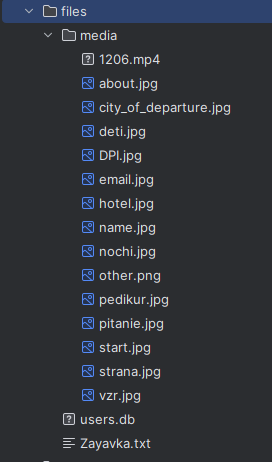 files
media
1206.mp4
about.jpg
city_of_departure.jpg
deti.jpg
DPI.jpg
email.jpg
hotel.jpg
name.jpg
nochi.jpg
other.png
pedikur.jpg
pitanie.jpg
start.jpg
strana.jpg
vzr.jpg
users.db
Zayavka.txt